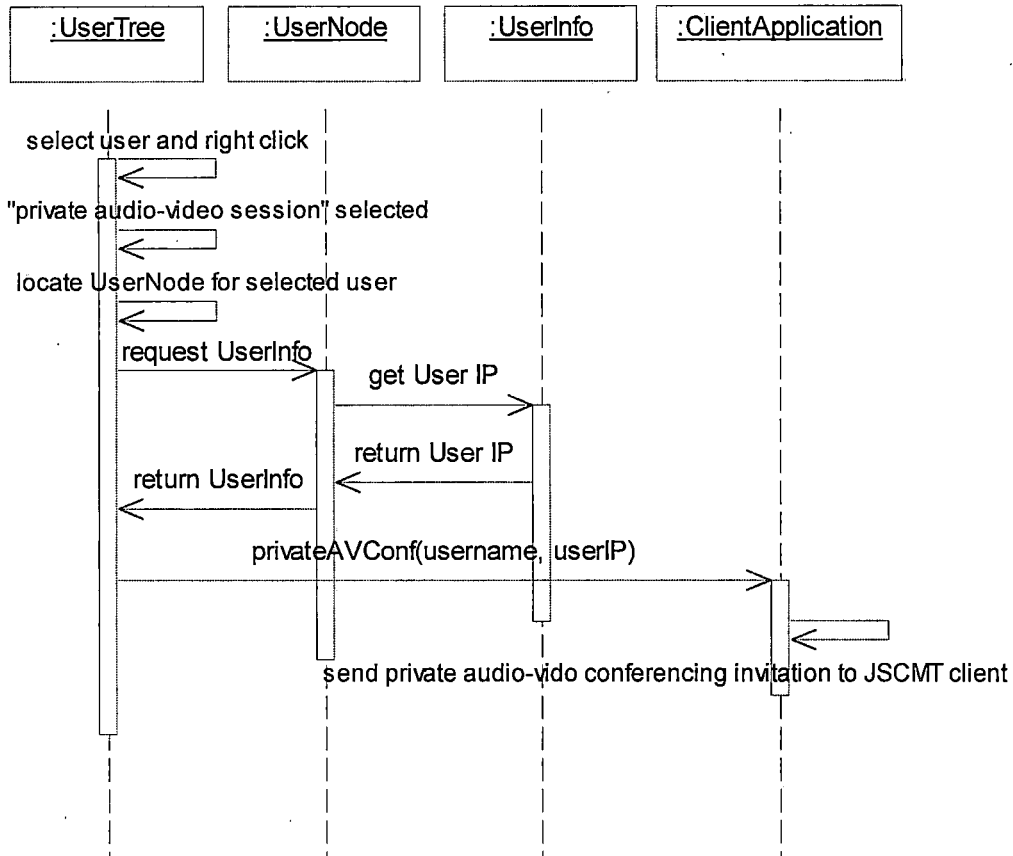 :UserTree
:UserNode
:UserInfo
:ClientApplication
select user and right click
"private audio-video session" selected
locate UserNode for selected user
request UserInfo
get User IP
return User IP
return UserInfo
privateAVConf(username, userIP)
send private audio-vido conferencing invitation to JSCMT client